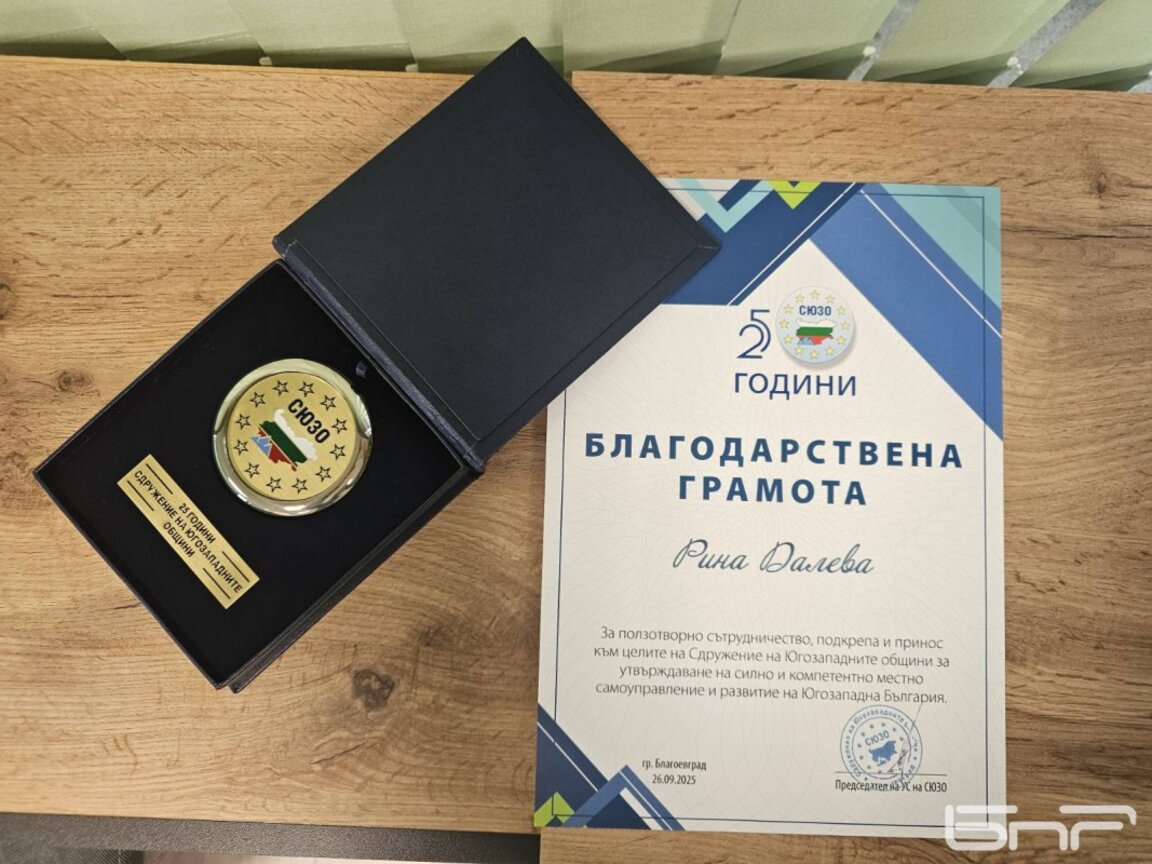 СЮЗО
25 ГОДИНИ
СДРУЖЕНИЕ НА ЮГОЗАПАДНИТЕ
ОБЩИНИ
25
СЮЗО
ГОДИНИ
БЛАГОДАРСТВЕНА
ГРАМОТА
Рина Далева
За ползотворно сътрудничество, подкрепа и принос
към целите на Сдружение на Югозападните общини за
утвърждаване на силно и компетентно местно
самоуправление и развитие на Югозападна България.
СЮЗО
гр. Благоевград
26.09.2025
Председател на УС на СЮЗО
БНР